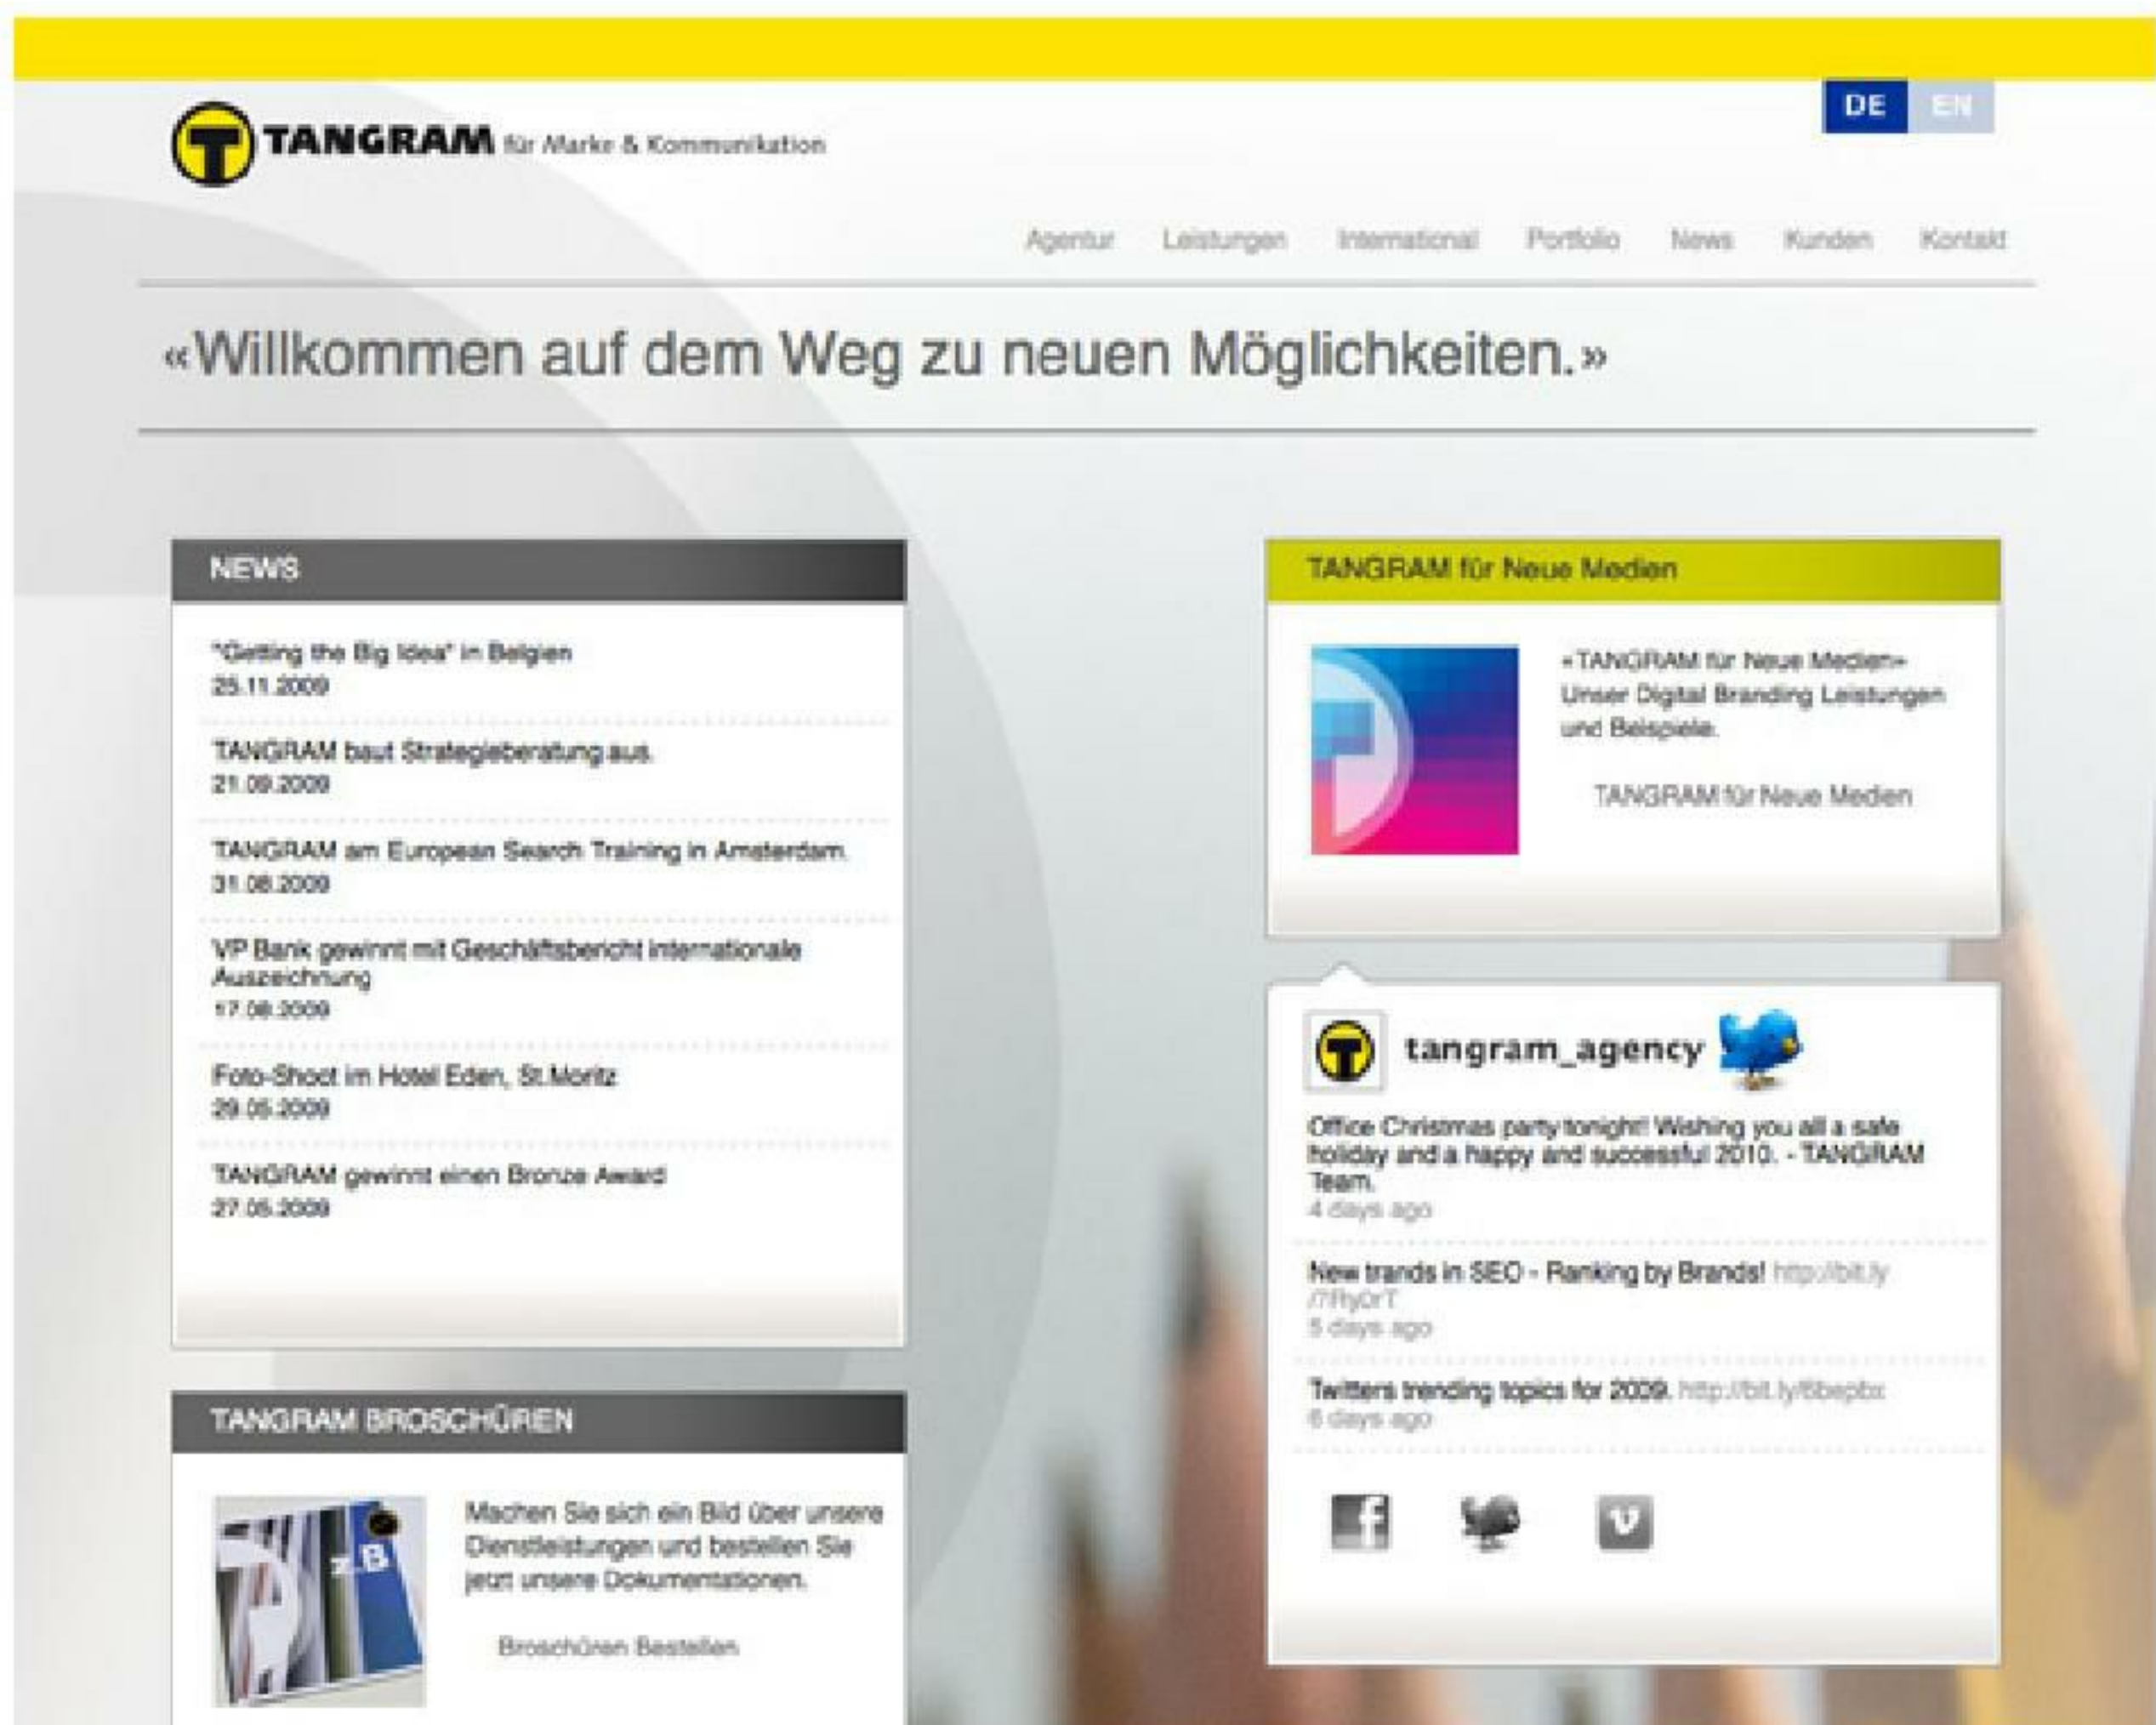 DE EN
TANGRAM für Marke & Kommunikation
Agentur Leistungen International Portfolio News Kunden Kontakt
«Willkommen auf dem Weg zu neuen Möglichkeiten.»
NEWS
"Getting the Big Idea" in Belgien
25.11.2009
TANGRAM baut Strategieberatung aus.
21.09.2009
TANGRAM am European Search Training in Amsterdam.
31.08.2009
VP Bank gewinnt mit Geschäftsbericht internationale
Auszeichnung
17.08.2009
Foto-Shoot im Hotel Eden, St.Moritz
29.05.2009
TANGRAM gewinnt einen Bronze Award
27.05.2009
TANGRAM BROSCHÜREN
z.B
Machen Sie sich ein Bild über unsere
Dienstleistungen und bestellen Sie
jetzt unsere Dokumentationen.
Broschüren Bestellen
TANGRAM für Neue Medien
«TANGRAM für Neue Medien»
Unser Digital Branding Leistungen
und Beispiele.
TANGRAM für Neue Medien
tangram_agency
Office Christmas party tonight! Wishing you all a safe
holiday and a happy and successful 2010. - TANGRAM
Team.
4 days ago
New trands in SEO - Ranking by Brands! http://bit.ly
5 days ago
Twitters trending topics for 2009.
6 days ago